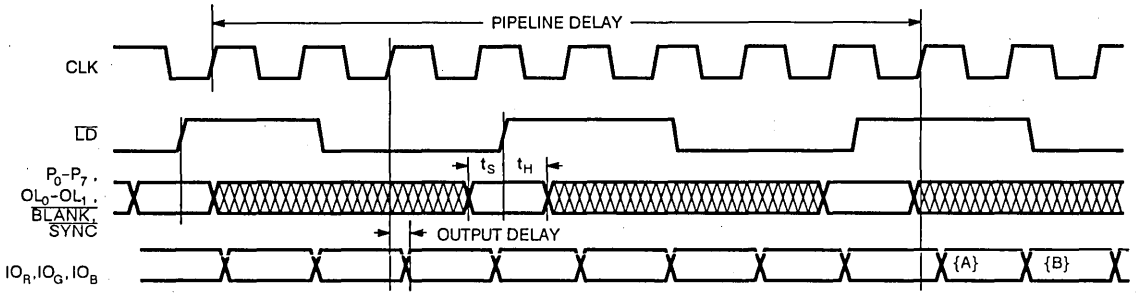 PIPELINE DELAY
CLK
LD
tS tH
P0-P7,
OL0-OL1,
BLANK,
SYNC
OUTPUT DELAY
IOR, IOG, IOB
{A} {B}